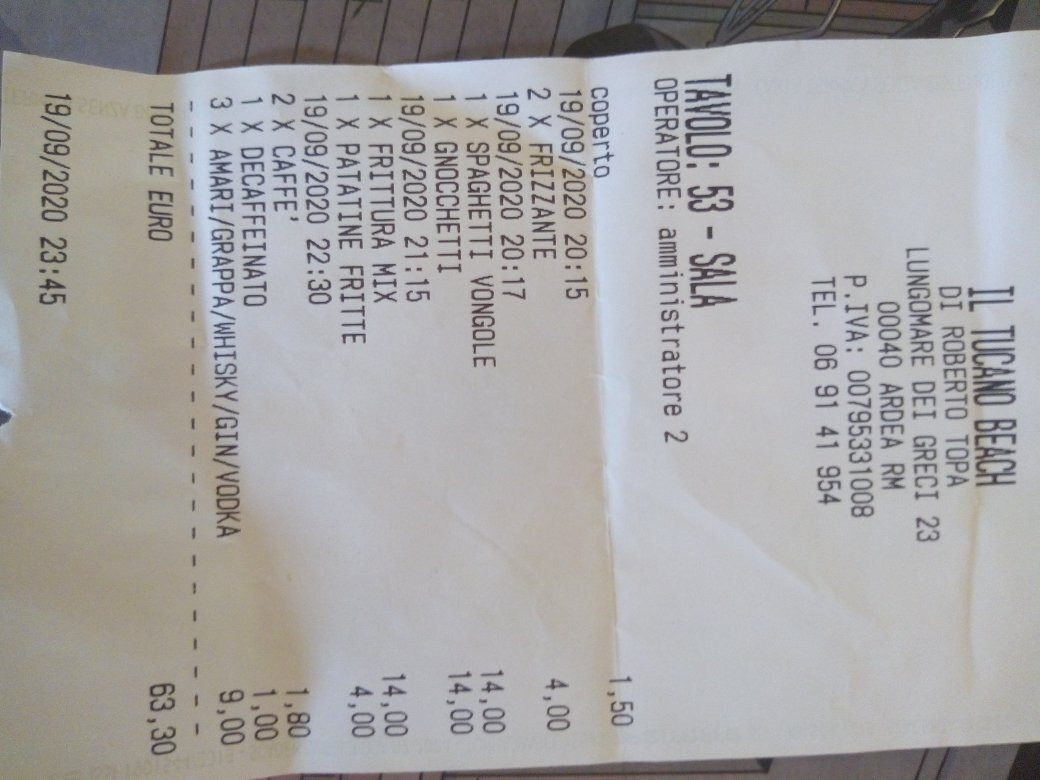 IL TUCANO BEACH
DI ROBERTO TOPA
LUNGOMARE DEI GRECI 23
00040 ARDEA RM
P.IVA: 00795331008
TEL. 06 91 41 954
TAVOLO: 53 - SALA
OPERATORE: amministratore 2
coperto 1,50
19/09/2020 20:15
2 X FRIZZANTE 4,00
19/09/2020 20:17
1 X SPAGHETTI VONGOLE 14,00
1 X GNOCCHETTI 14,00
19/09/2020 21:15
1 X FRITTURA MIX 14,00
1 X PATATINE FRITTE 4,00
19/09/2020 22:30
2 X CAFFE' 1,80
1 X DECAFFEINATO 1,00
3 X AMARI/GRAPPA/WHISKY/GIN/VODKA 9,00
TOTALE EURO 63,30
19/09/2020 23:45